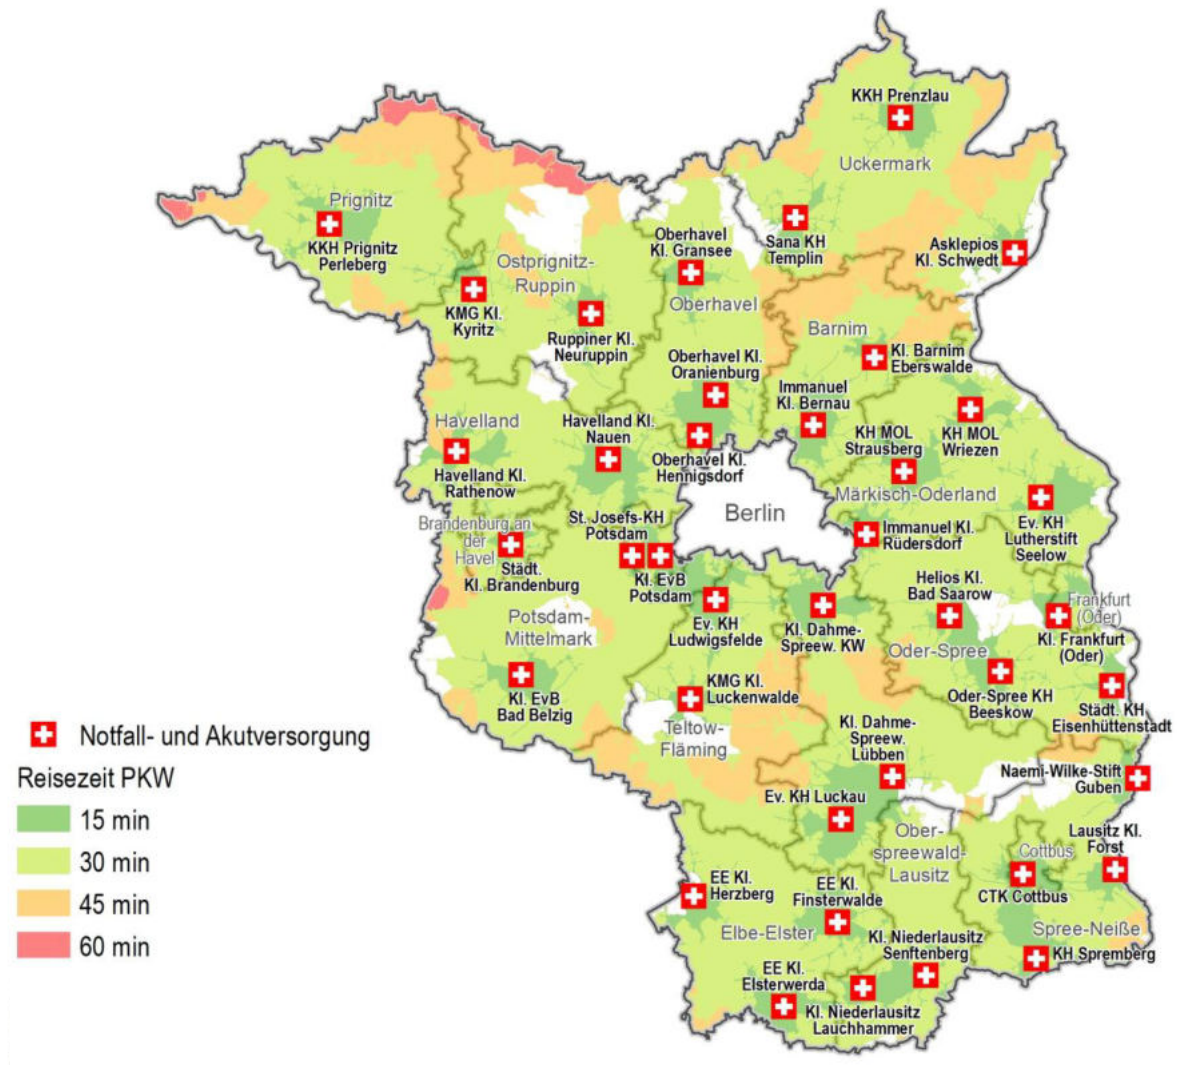 KKH Prenzlau
Uckermark
Prignitz
KKH Prignitz
Perleberg
Oberhavel
Kl. Gransee
Sana KH
Templin
Asklepios
Kl. Schwedt
Ostprignitz-
Ruppin
Oberhavel
KMG Kl.
Kyritz
Ruppiner Kl.
Neuruppin
Barnim
Kl. Barnim
Eberswalde
Oberhavel Kl.
Oranienburg
Immanuel
Kl. Bernau
Havelland
Havelland Kl.
Nauen
KH MOL
Strausberg
KH MOL
Wriezen
Havelland Kl.
Rathenow
Oberhavel Kl.
Hennigsdorf
Märkisch-Oderland
Berlin
Brandenburg an
der
Havel
St. Josefs-KH
Potsdam
Immanuel Kl.
Rüdersdorf
Ev. KH
Lutherstift
Seelow
Städt.
Kl. Brandenburg
Kl. EvB
Potsdam
Helios Kl.
Bad Saarow
Frankfurt
(Oder)
Potsdam-
Mittelmark
Ev. KH
Ludwigsfelde
Kl. Dahme-
Spreew. KW
Kl. Frankfurt
(Oder)
Oder-Spree
Kl. EvB
Bad Belzig
KMG Kl.
Luckenwalde
Oder-Spree KH
Beeskow
Städt. KH
Eisenhüttenstadt
Teltow-
Fläming
Kl. Dahme-
Spreew.
Lübben
Naemi-Wilke-Stift
Guben
Ev. KH Luckau
Ober-
spreewald-
Lausitz
Cottbus
Lausitz Kl.
Forst
EE Kl.
Herzberg
EE Kl.
Finsterwalde
CTK Cottbus
Elbe-Elster
Spree-Neiße
Kl. Niederlausitz
Senftenberg
KH Spremberg
EE Kl.
Elsterwerda
Kl. Niederlausitz
Lauchhammer
Notfall- und Akutversorgung
Reisezeit PKW
15 min
30 min
45 min
60 min